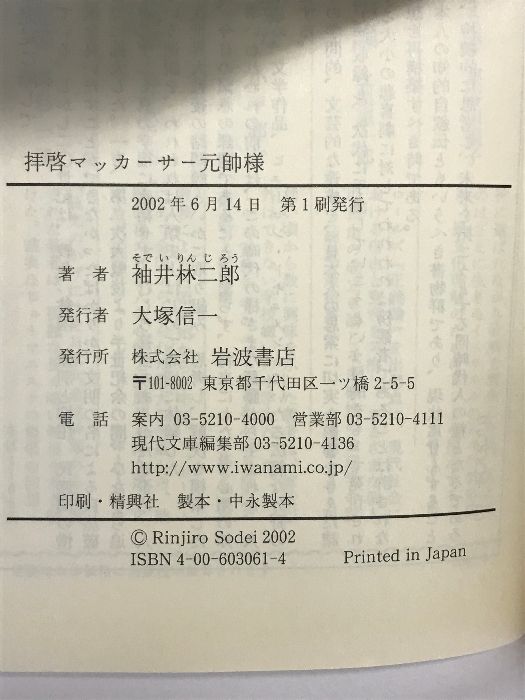 拝啓マッカーサー元帥様
2002年6月14日 第1刷発行
そでい りん じ ろう
著者 袖井林二郎
発行者 大塚信一
発行所 株式会社 岩波書店
〒101-8002 東京都千代田区一ツ橋2-5-5
電話 案内 03-5210-4000 営業部 03-5210-4111
現代文庫編集部 03-5210-4136
http://www.iwanami.co.jp/
印刷・精興社 製本・中永製本
© Rinjiro Sodei 2002
ISBN 4-00-603061-4 Printed in Japan